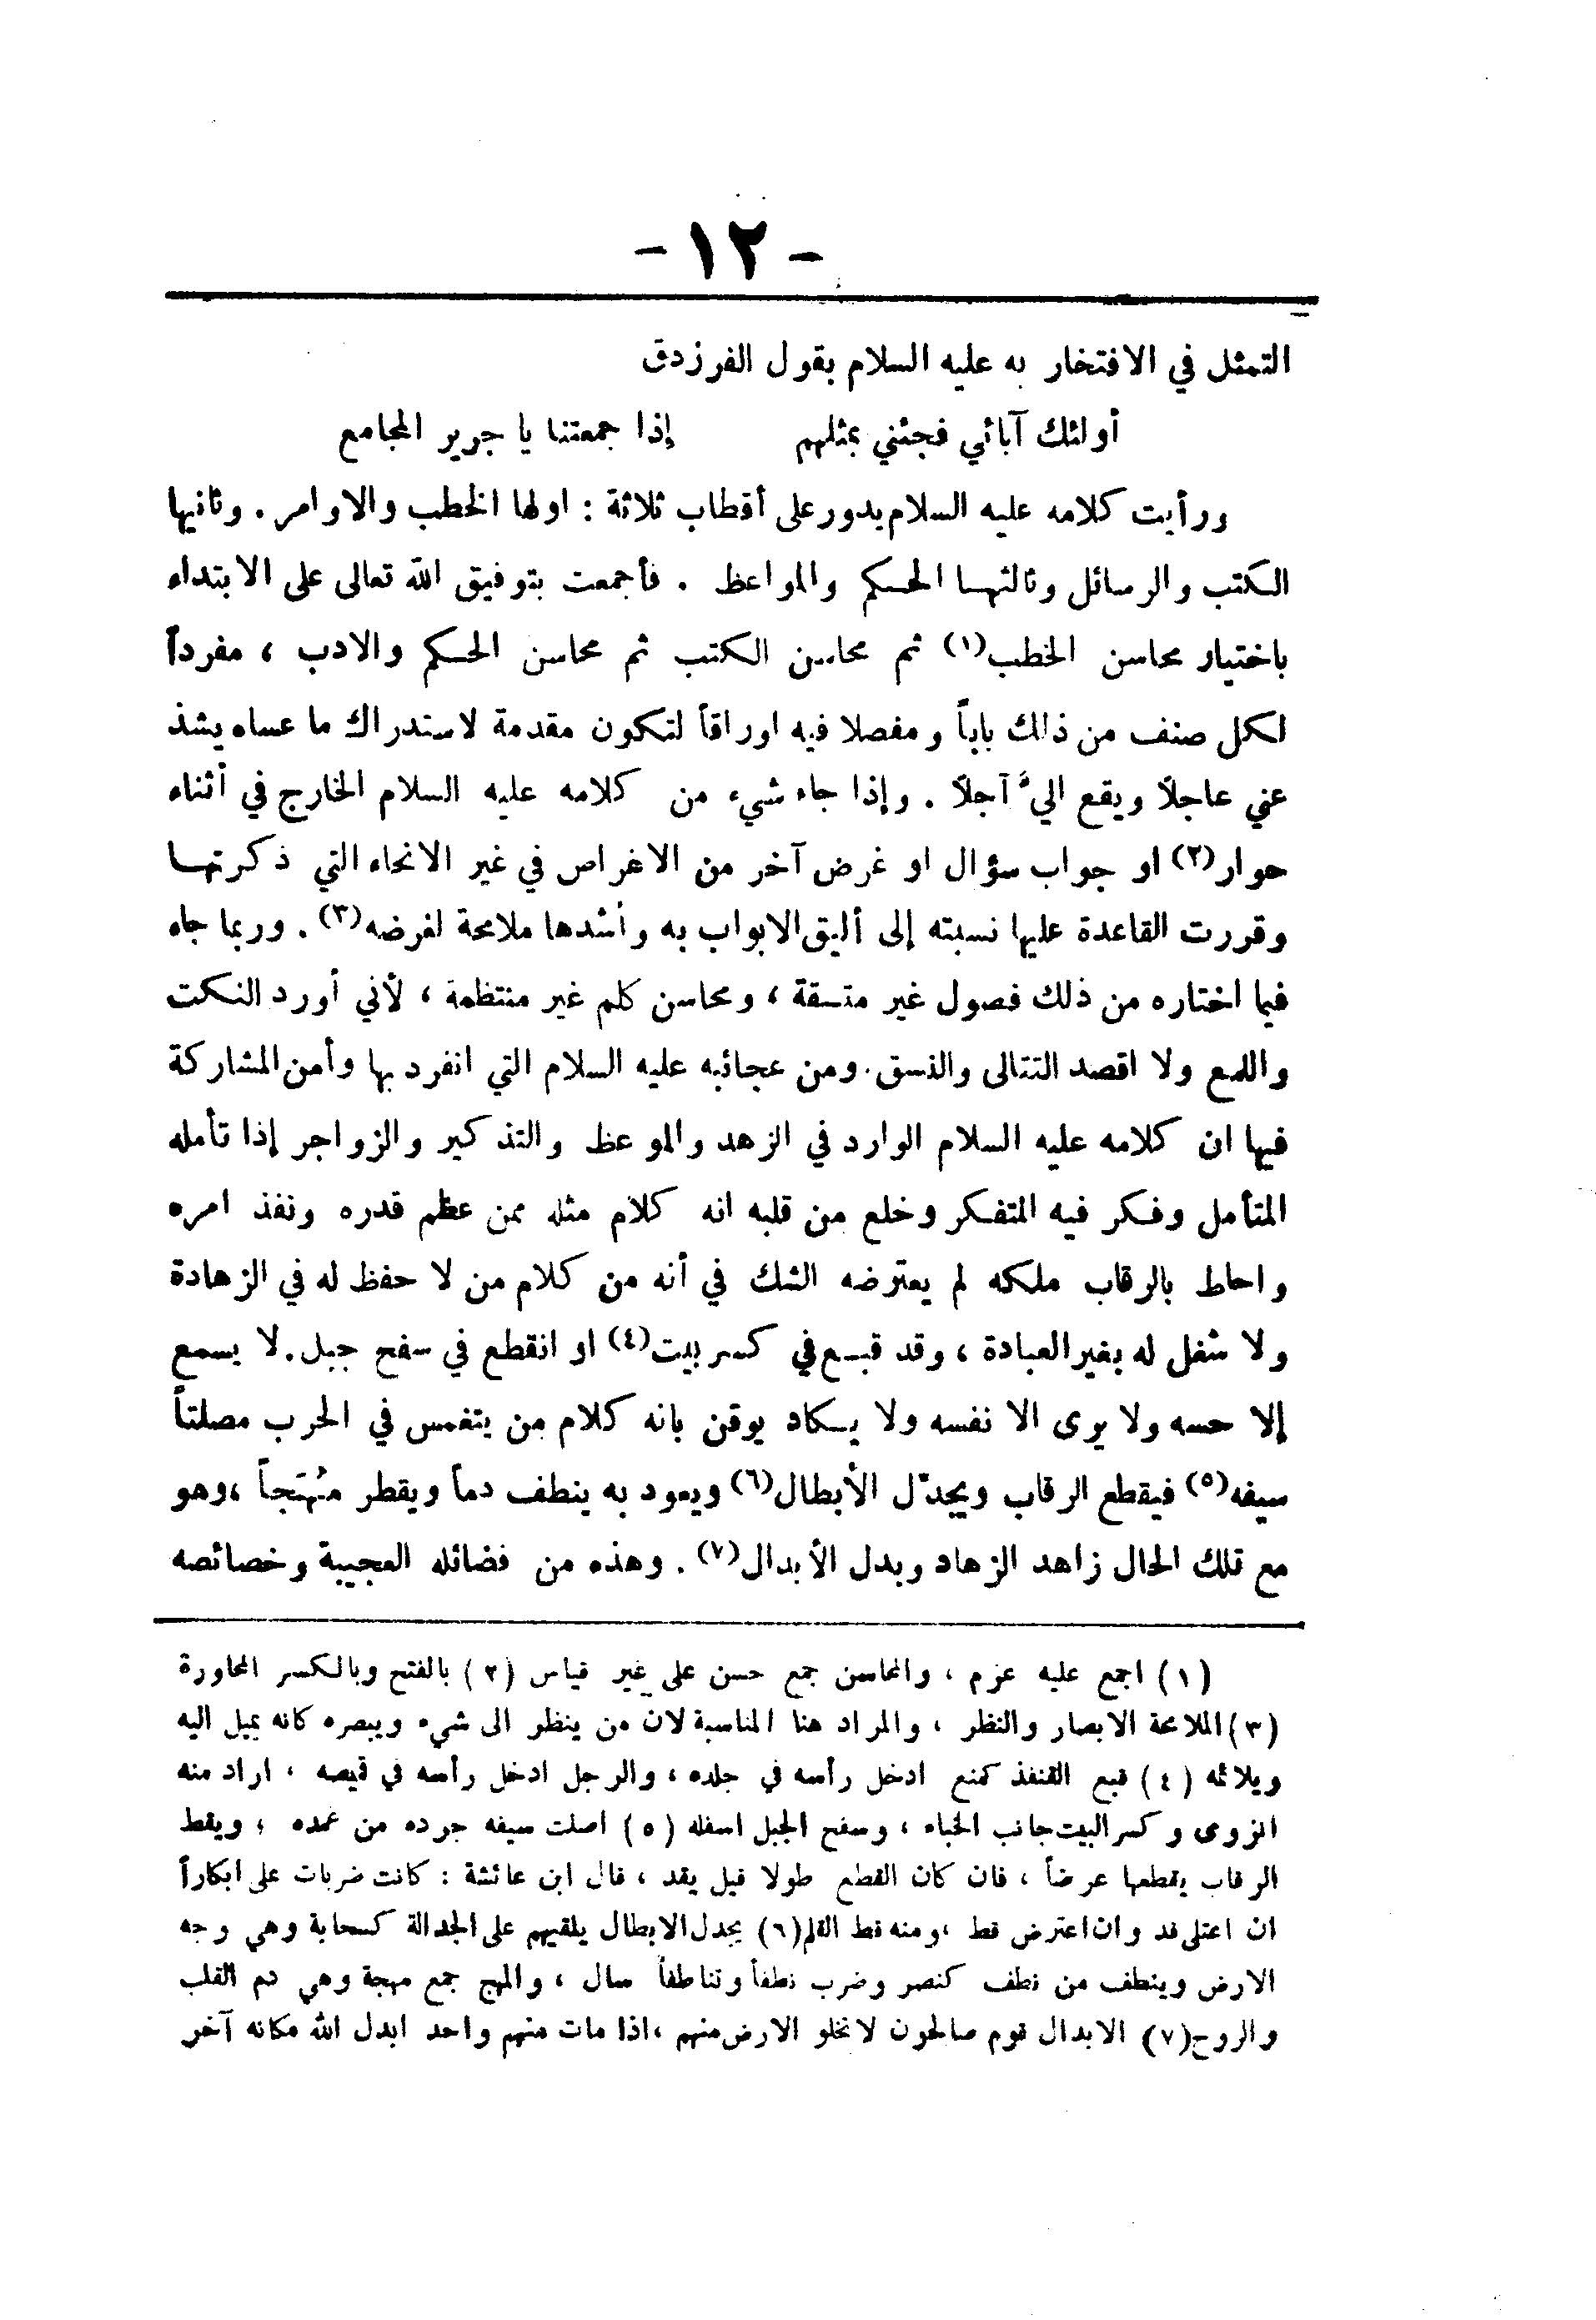 - ١٢ -
التمثل في الافتخار به عليه السلام بقول الفرزدق
أولئك آبائي فجئني بمثلهم إذا جمعتنا يا جرير المجامع
ورأيت كلامه عليه السلام يدور على أقطاب ثلاثة : اولها الخطب والاوامر . وثانيها
الكتب والرسائل وثالثها الحكم والمواعظ . فأجمعت بتوفيق الله تعالى على الابتداء
باختيار محاسن الخطب (١) ثم محاسن الكتب ثم محاسن الحكم والادب ، مفرداً
لكل صنف من ذلك باباً ومفصلا فيه اوراقاً لتكون مقدمة لاستدراك ما عساه يشذ
عني عاجلاً ويقع اليَّ آجلاً . وإذا جاء شيء من كلامه عليه السلام الخارج في أثناء
حوار (٢) او جواب سؤال او غرض آخر من الاغراض في غير الانحاء التي ذكرتها
وقررت القاعدة عليها نسبته إلى أليق الابواب به وأشدها ملامحة لغرضه (٣) . وربما جاء
فيما اختاره من ذلك فصول غير متسقة ، ومحاسن كلم غير منتظمة ، لأني أورد النكت
واللمع ولا اقصد التتالى والنسق . ومن عجائبه عليه السلام التي انفرد بها وأمن المشاركة
فيها ان كلامه عليه السلام الوارد في الزهد والموعظ والتذكير والزواجر إذا تأمله
المتأمل وفكر فيه المتفكر وخلع من قلبه انه كلام مثله ممن عظم قدره ونفذ امره
واحاط بالرقاب ملكه لم يعترضه الشك في أنه من كلام من لا حفظ له في الزهادة
ولا شغل له بغير العبادة ، وقد قبع في كسر بيت (٤) او انقطع في سفح جبل . لا يسمع
إلا حسه ولا يرى الا نفسه ولا يكاد يوقن بانه كلام من يتغمس في الحرب مصلتاً
سيفه (٥) فيقطع الرقاب ويجدّل الأبطال (٦) ويعود به ينطف دماً ويقطر مُهَجاً ، وهو
مع تلك الحال زاهد الزهاد وبدل الأبدال (٧) . وهذه من فضائله العجيبة وخصائصه
(١) اجمع عليه عزم ، والمحاسن جمع حسن على غير قياس (٢) بالفتح وبالكسر المحاورة
(٣) الملامحة الابصار والنظر ، والمراد هنا المناسبة لان من ينظر الى شيء ويبصره كانه يميل اليه
ويلائمه (٤) قبع القنفذ كمنع ادخل رأسه في جلده ، والرجل ادخل رأسه في قميصه ، اراد منه
انزوى وكسر البيت جانب الخباء ، وسفح الجبل اسفله (٥) اصلت سيفه جرده من غمده ، ويقط
الرقاب يقطعها عرضاً ، فان كان القطع طولا قيل يقد ، قال ابن عائشة : كانت ضربات على ابكاراً
ان اعتلى قد وان اعترض قط ، ومنه قط القلم (٦) يجدل الابطال يلقيهم على الجدالة كسحابة وهي وجه
الارض وينطف من نطف كنصر وضرب نطفاً وتناطفاً سال ، والمهج جمع مهجة وهي دم القلب
والروح (٧) الابدال قوم صالحون لا تخلو الارض منهم ، اذا مات منهم واحد ابدل الله مكانه آخر